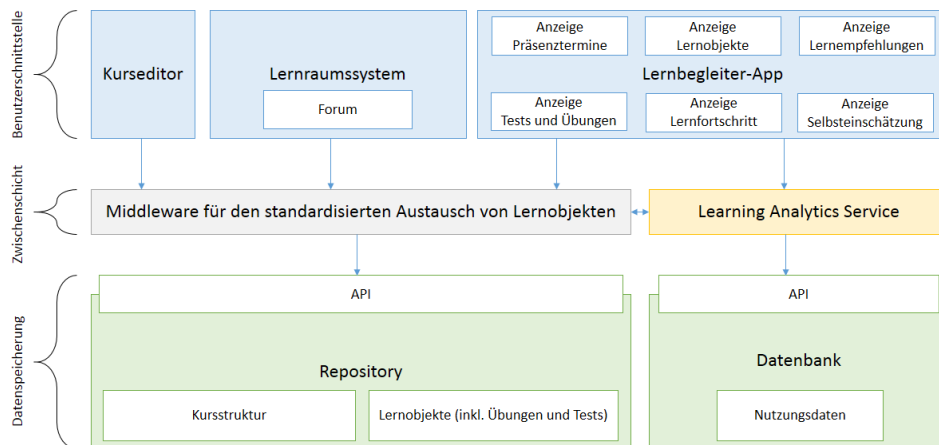 Benutzerschnittstelle
Kurseditor
Lernraumssystem
Forum
Anzeige
Präsenztermine
Anzeige
Lernobjekte
Anzeige
Lernempfehlungen
Lernbegleiter-App
Anzeige
Tests und Übungen
Anzeige
Lernfortschritt
Anzeige
Selbsteinschätzung
Zwischenschicht
Middleware für den standardisierten Austausch von Lernobjekten
Learning Analytics Service
Datenspeicherung
API
Repository
Kursstruktur
Lernobjekte (inkl. Übungen und Tests)
API
Datenbank
Nutzungsdaten